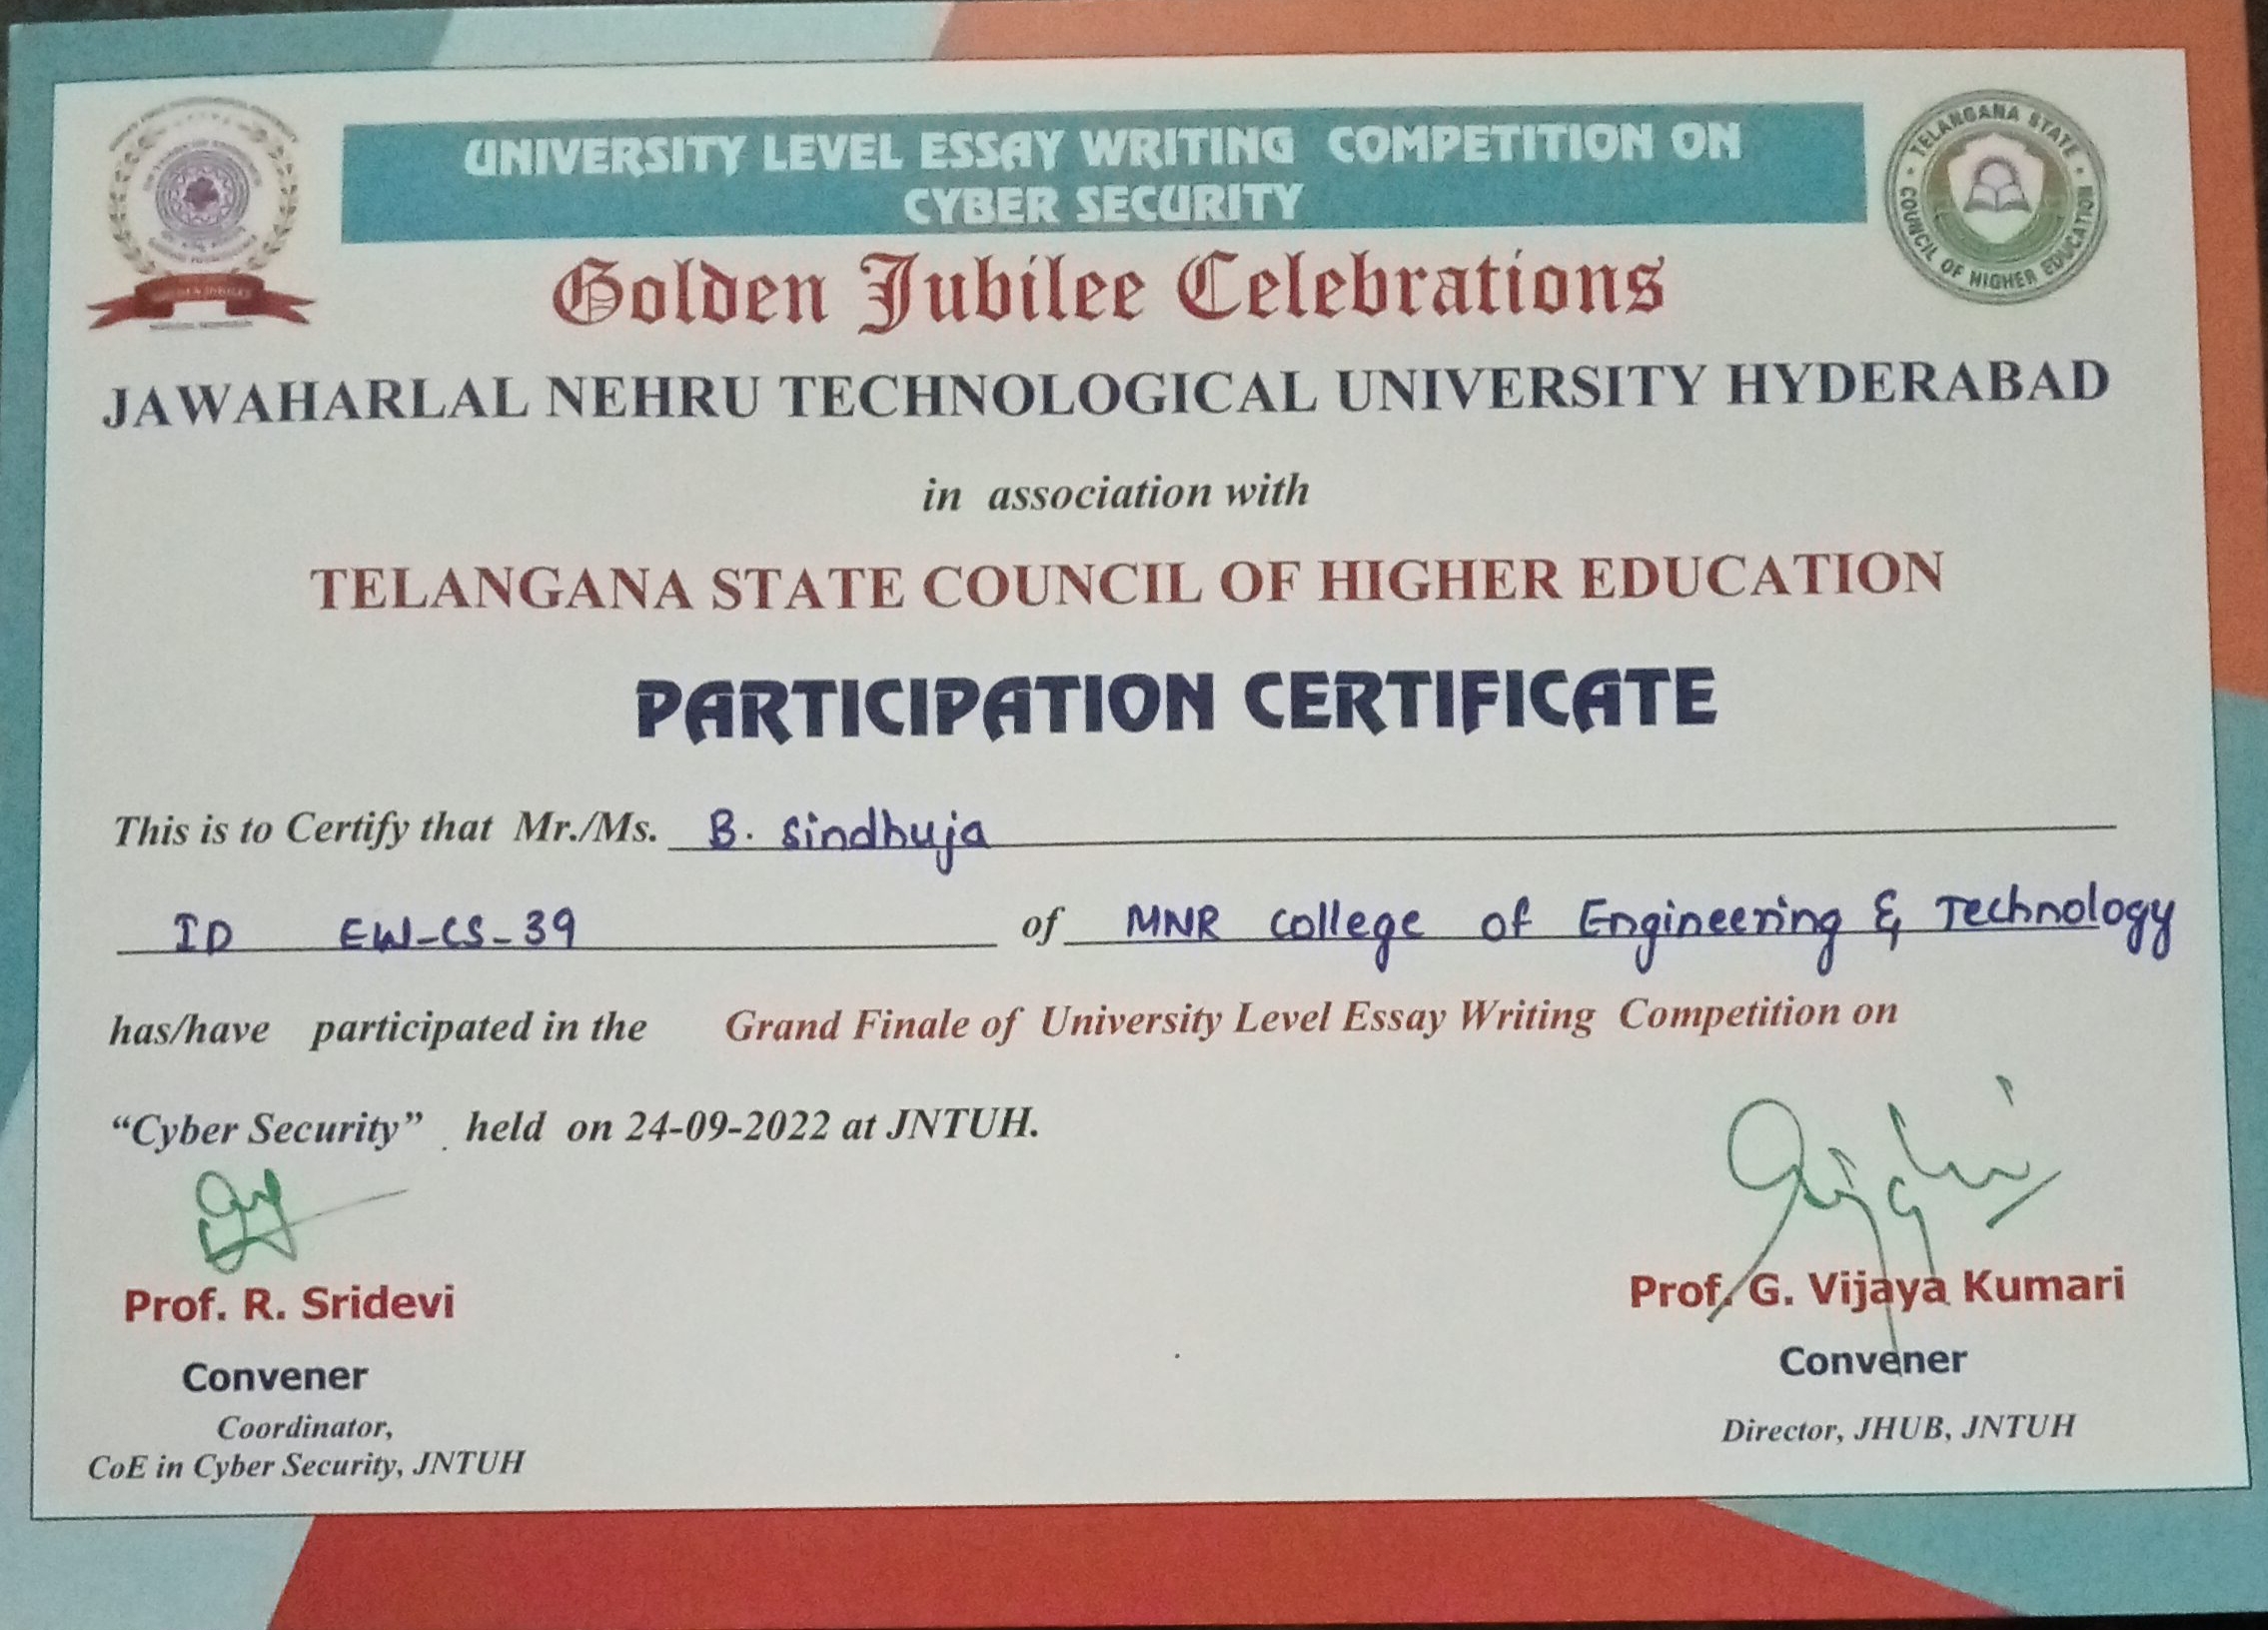 UNIVERSITY LEVEL ESSAY WRITING COMPETITION ON
CYBER SECURITY
TELANGANA STATE
COUNCIL OF HIGHER EDUCATION
Golden Jubilee Celebrations
JAWAHARLAL NEHRU TECHNOLOGICAL UNIVERSITY HYDERABAD
in association with
TELANGANA STATE COUNCIL OF HIGHER EDUCATION
PARTICIPATION CERTIFICATE
This is to Certify that Mr./Ms. B. Sindhuja
ID EW-CS-39 of MNR College of Engineering & Technology
has/have participated in the Grand Finale of University Level Essay Writing Competition on
“Cyber Security” held on 24-09-2022 at JNTUH.
Prof. R. Sridevi
Convener
Coordinator,
CoE in Cyber Security, JNTUH
Prof. G. Vijaya Kumari
Convener
Director, JHUB, JNTUH